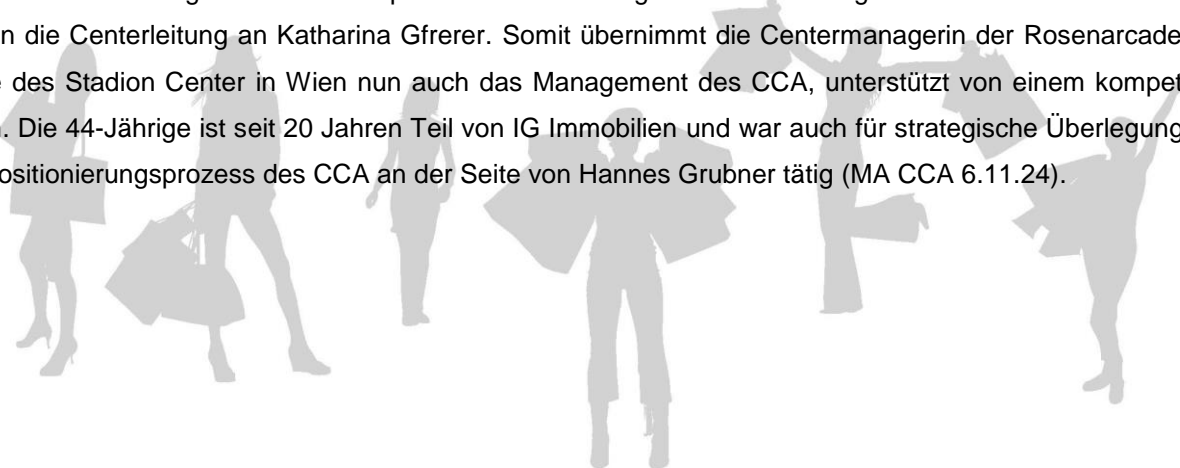 n die Centerleitung an Katharina Gfrerer. Somit übernimmt die Centermanagerin der Rosenarcade
des Stadion Center in Wien nun auch das Management des CCA, unterstützt von einem kompet
. Die 44-Jährige ist seit 20 Jahren Teil von IG Immobilien und war auch für strategische Überlegung
ositionierungsprozess des CCA an der Seite von Hannes Grubner tätig (MA CCA 6.11.24).